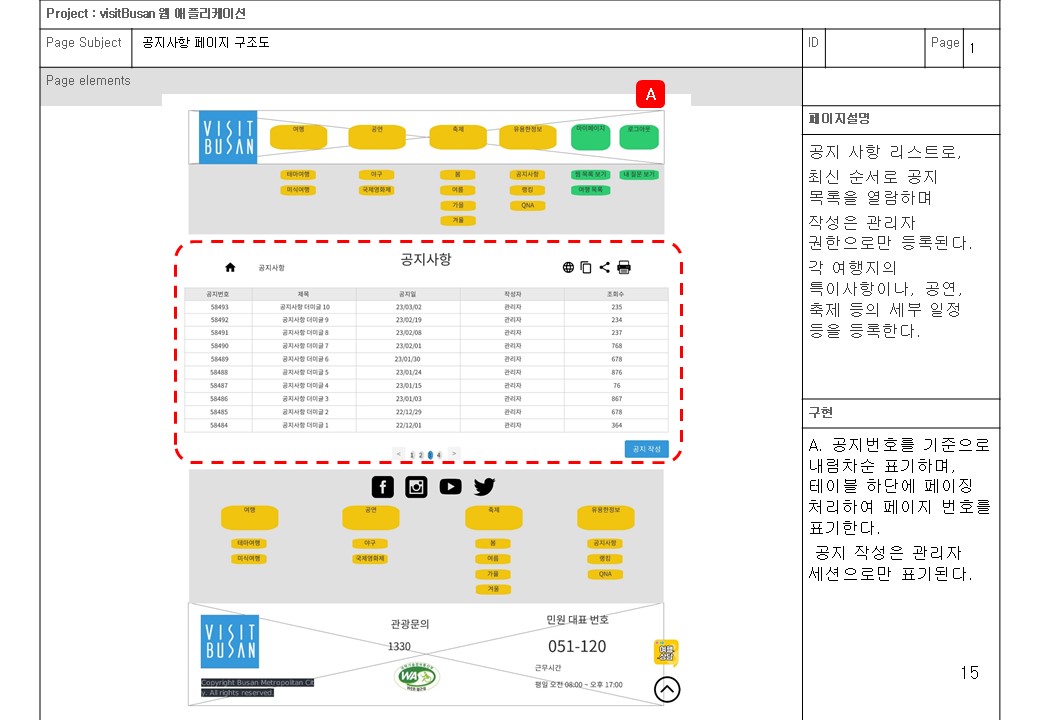 Project : visitBusan 웹 애플리케이션
Page Subject 공지사항 페이지 구조도 ID Page 1
Page elements
A
VISIT
BUSAN
여행 공연 축제 유용한정보 마이페이지 로그아웃
테마여행 야구 봄 공지사항 찜 목록 보기 내 질문 보기
미식여행 국제영화제 여름 랭킹 여행 목록
가을 QNA
겨울
공지사항
공지사항
공지번호 제목 공지일 작성자 조회수
58493 공지사항 더미글 10 23/03/02 관리자 235
58492 공지사항 더미글 9 23/02/19 관리자 234
58491 공지사항 더미글 8 23/02/08 관리자 237
58490 공지사항 더미글 7 23/02/01 관리자 768
58489 공지사항 더미글 6 23/01/30 관리자 678
58488 공지사항 더미글 5 23/01/24 관리자 876
58487 공지사항 더미글 4 23/01/15 관리자 76
58486 공지사항 더미글 3 23/01/03 관리자 867
58485 공지사항 더미글 2 22/12/29 관리자 678
58484 공지사항 더미글 1 22/12/01 관리자 364
< 1 2 3 4 >
공지 작성
여행 공연 축제 유용한정보
테마여행 야구 봄 공지사항
미식여행 국제영화제 여름 랭킹
가을 QNA
겨울
VISIT
BUSAN
Copyright Busan Metropolitan Cit
y. All rights reserved.
관광문의
1330
WA
민원 대표 번호
051-120
근무시간
평일 오전 08:00 ~ 오후 17:00
여행
상담
페이지설명
공지 사항 리스트로,
최신 순서로 공지
목록을 열람하며
작성은 관리자
권한으로만 등록된다.
각 여행지의
특이사항이나, 공연,
축제 등의 세부 일정
등을 등록한다.
구현
A. 공지번호를 기준으로
내림차순 표기하며,
테이블 하단에 페이징
처리하여 페이지 번호를
표기한다.
공지 작성은 관리자
세션으로만 표기된다.
15